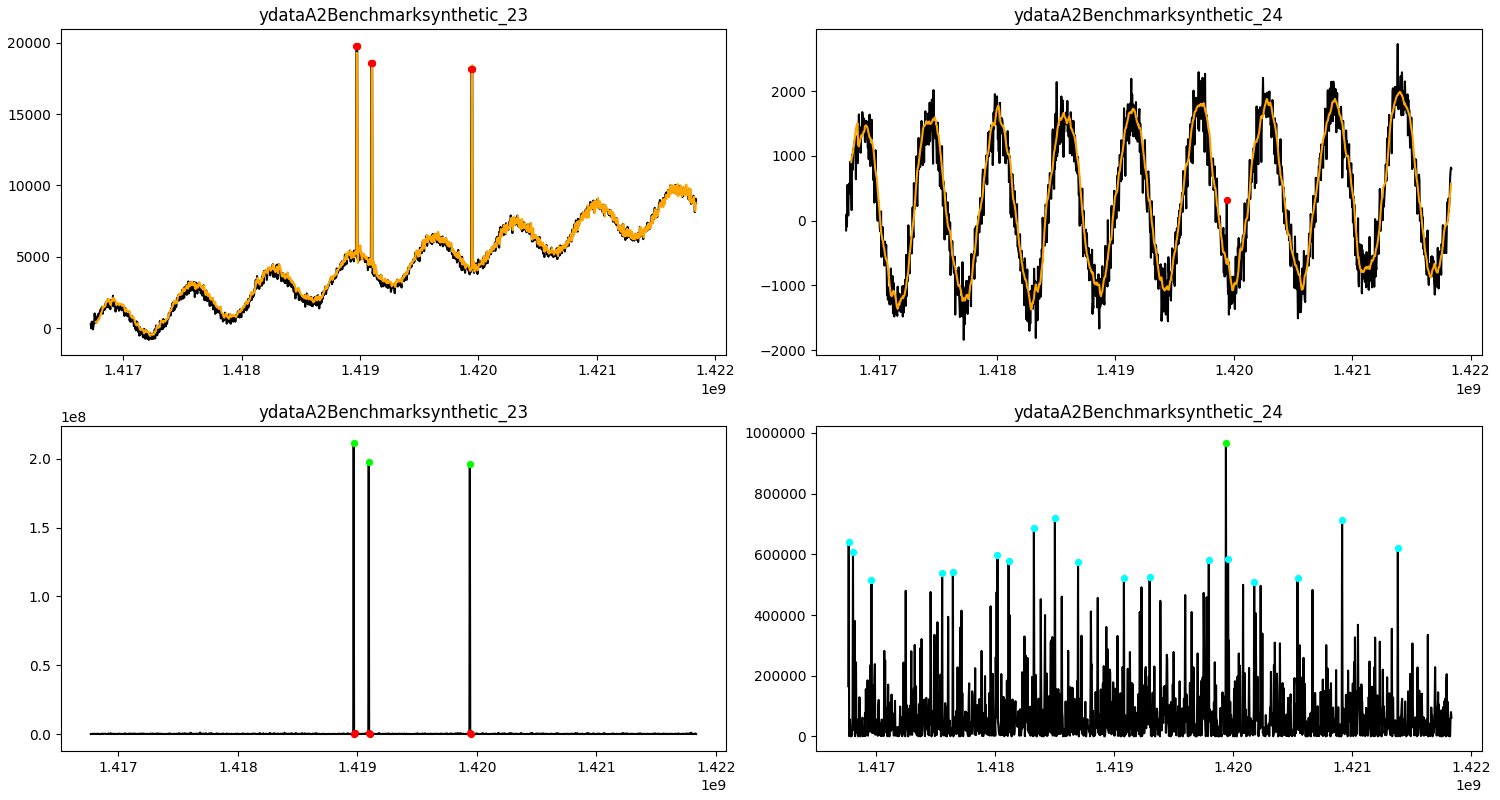 ydataA2Benchmarksynthetic_23
20000
15000
10000
5000
0
1.417 1.418 1.419 1.420 1.421 1.422
1e9
ydataA2Benchmarksynthetic_24
2000
1000
0
−1000
−2000
1.417 1.418 1.419 1.420 1.421 1.422
1e9
ydataA2Benchmarksynthetic_23
1e8
2.0
1.5
1.0
0.5
0.0
1.417 1.418 1.419 1.420 1.421 1.422
1e9
ydataA2Benchmarksynthetic_24
1000000
800000
600000
400000
200000
0
1.417 1.418 1.419 1.420 1.421 1.422
1e9